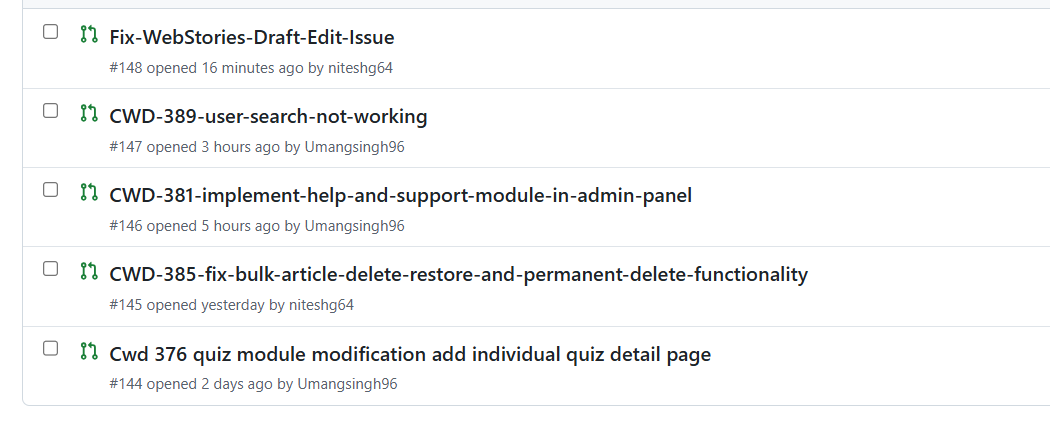 Fix-WebStories-Draft-Edit-Issue
#148 opened 16 minutes ago by niteshg64
CWD-389-user-search-not-working
#147 opened 3 hours ago by Umangsingh96
CWD-381-implement-help-and-support-module-in-admin-panel
#146 opened 5 hours ago by Umangsingh96
CWD-385-fix-bulk-article-delete-restore-and-permanent-delete-functionality
#145 opened yesterday by niteshg64
Cwd 376 quiz module modification add individual quiz detail page
#144 opened 2 days ago by Umangsingh96